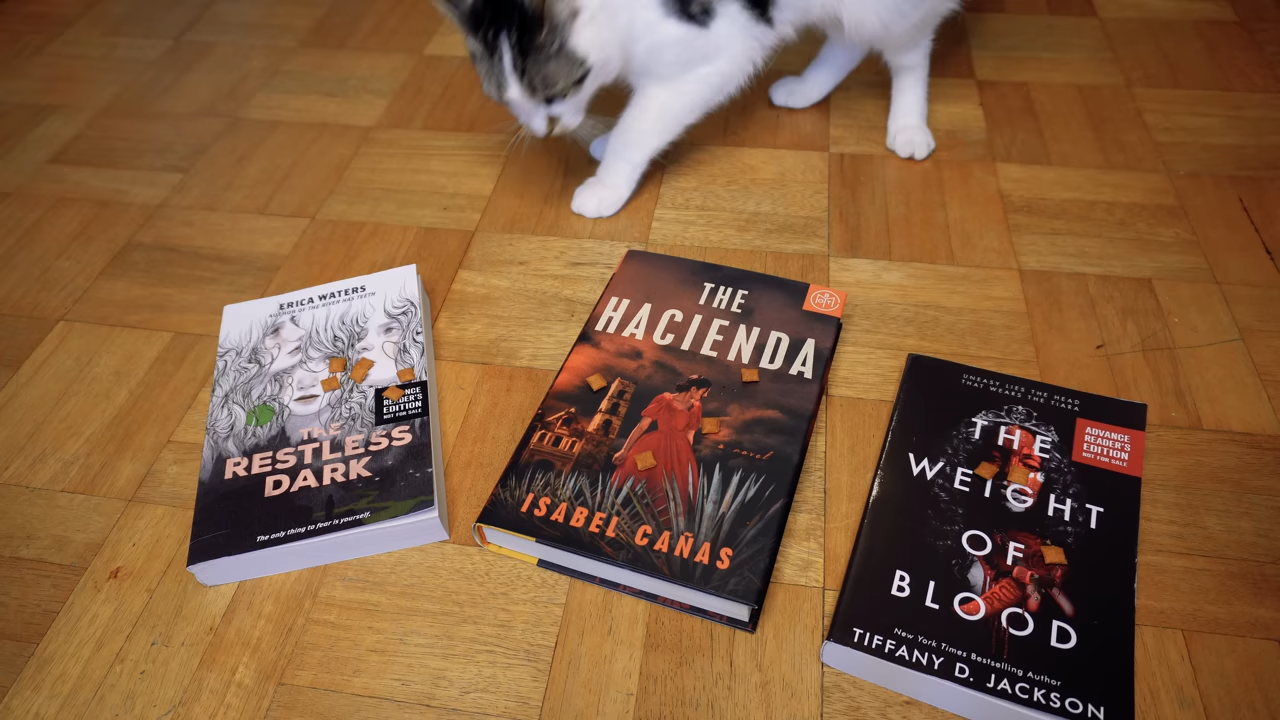 ERICA WATERS
AUTHOR OF THE RIVER HAS TEETH
ADVANCE
READER'S
EDITION
NOT FOR SALE
THE
RESTLESS
DARK
The only thing to fear is yourself.
THE
HACIENDA
a novel
ISABEL CAÑAS
UNEASY LIES THE HEAD
THAT WEARS THE TIARA
ADVANCE
READER'S
EDITION
NOT FOR SALE
THE
WEIGHT
OF
BLOOD
PROM
New York Times Bestselling Author
TIFFANY D. JACKSON